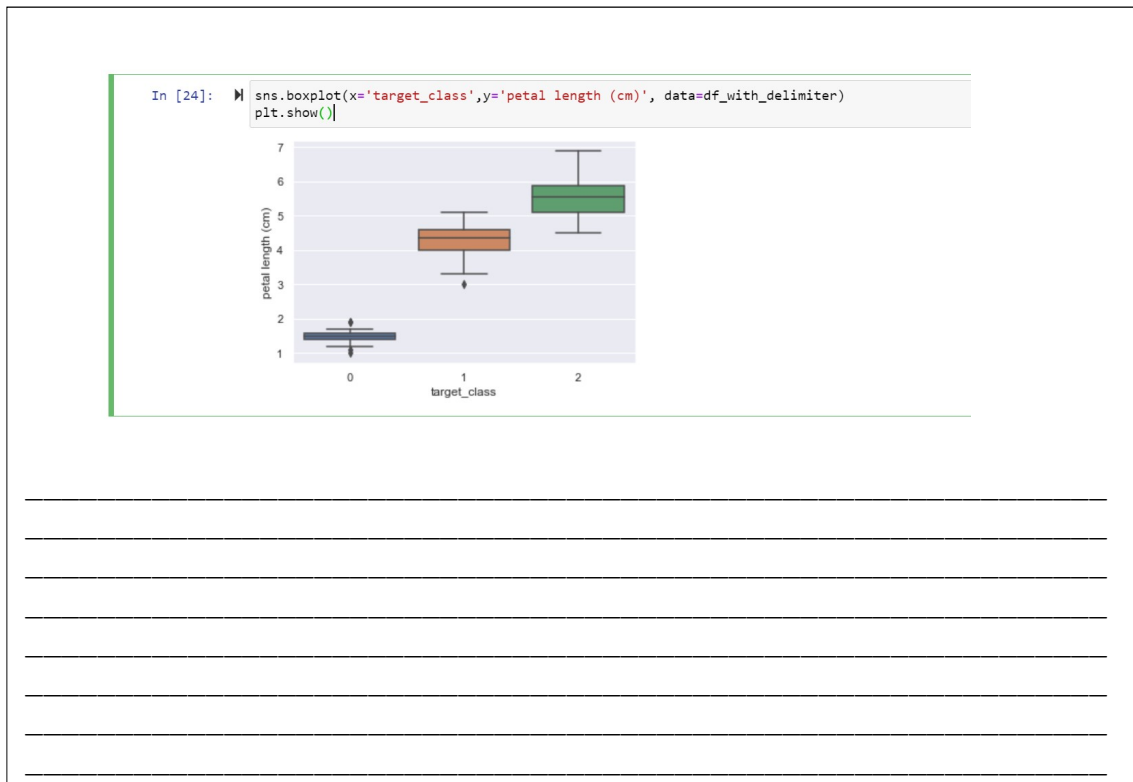 In [24]:
sns.boxplot(x='target_class',y='petal length (cm)', data=df_with_delimiter)
plt.show()
7
6
5
4
3
2
1
petal length (cm)
0 1 2
target_class